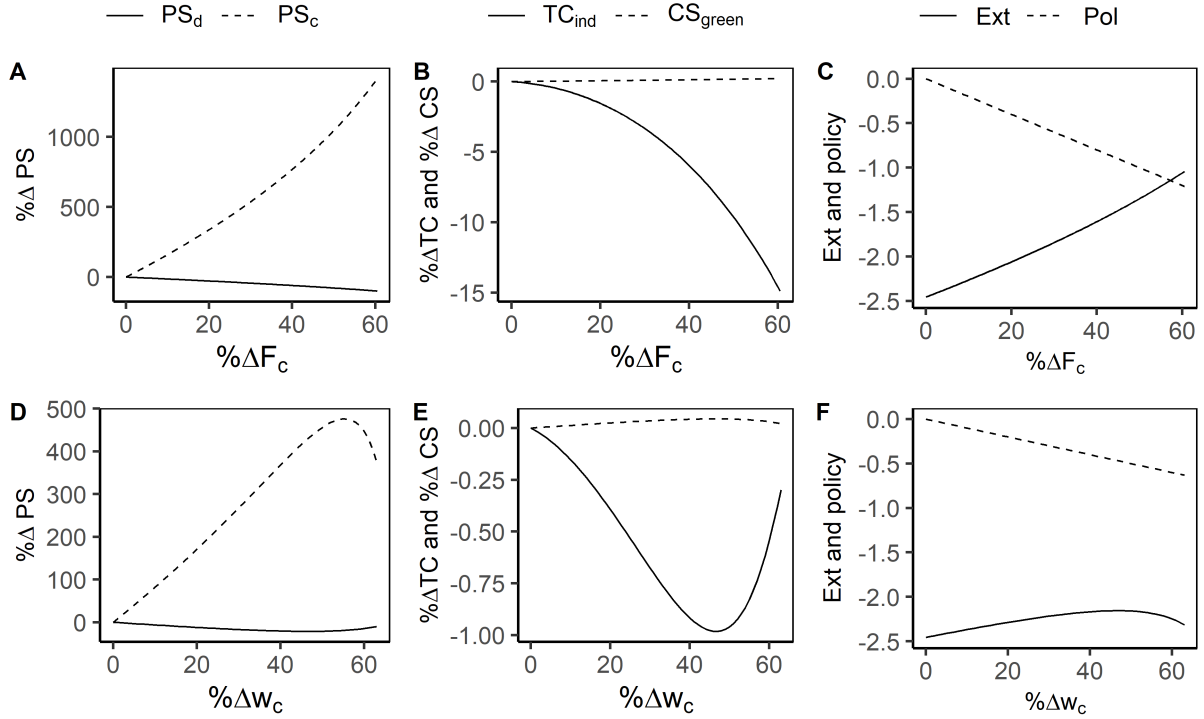 PSd PSc
TCind CSgreen
Ext Pol
A
%Δ PS
1000
500
0
0 20 40 60
%ΔFc
B
%ΔTC and %Δ CS
0
-5
-10
-15
0 20 40 60
%ΔFc
C
Ext and policy
0.0
-0.5
-1.0
-1.5
-2.0
-2.5
0 20 40 60
%ΔFc
D
%Δ PS
500
400
300
200
100
0
0 20 40 60
%Δwc
E
%ΔTC and %Δ CS
0.00
-0.25
-0.50
-0.75
-1.00
0 20 40 60
%Δwc
F
Ext and policy
0.0
-0.5
-1.0
-1.5
-2.0
-2.5
0 20 40 60
%Δwc